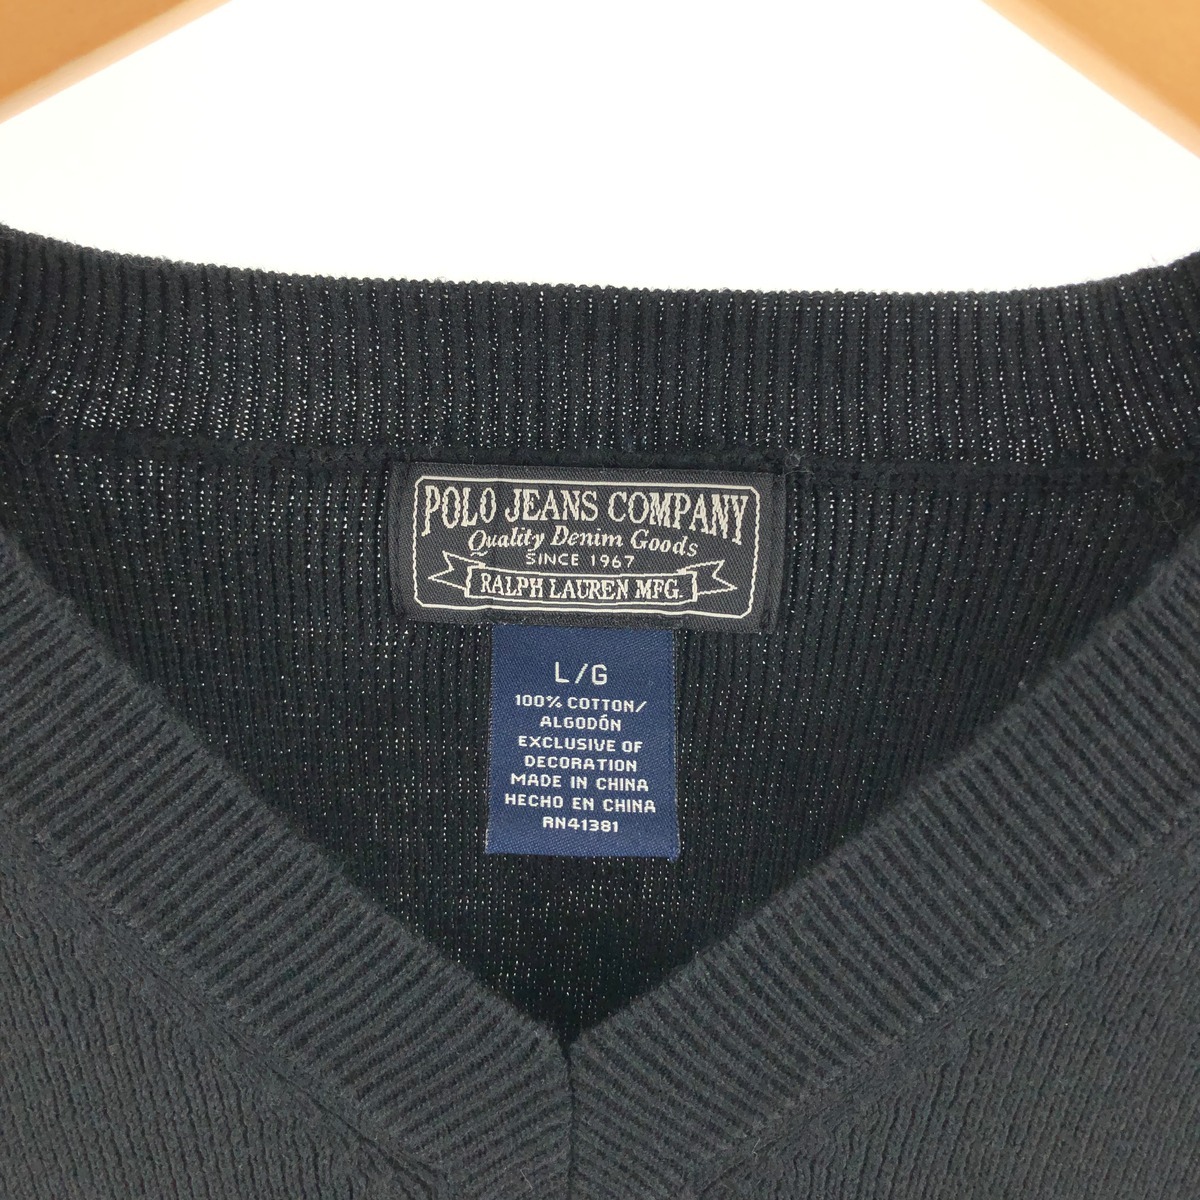 POLO JEANS COMPANY
Quality Denim Goods
SINCE 1967
RALPH LAUREN MFG.
L/G
100% COTTON/
ALGODÓN
EXCLUSIVE OF
DECORATION
MADE IN CHINA
HECHO EN CHINA
RN41381